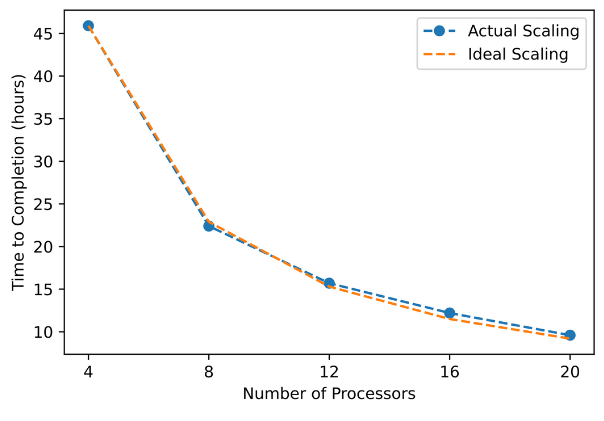 Actual Scaling
Ideal Scaling
Time to Completion (hours)
45
40
35
30
25
20
15
10
4 8 12 16 20
Number of Processors